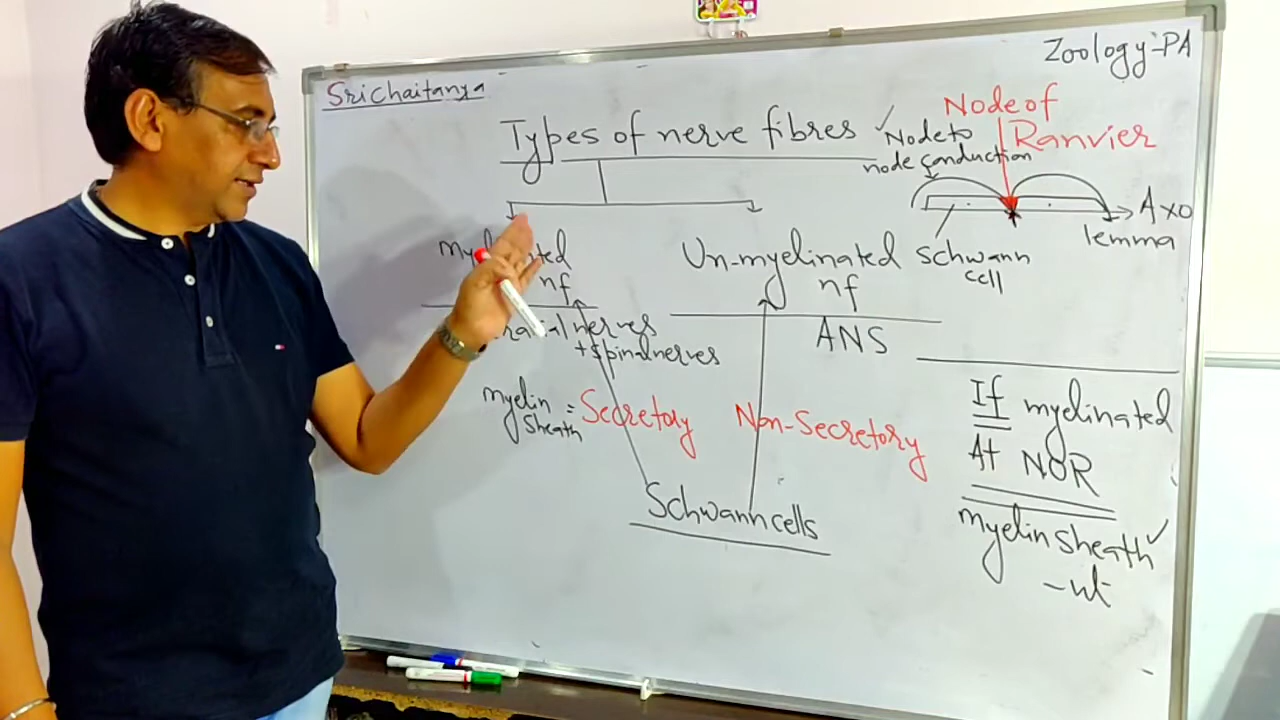 Srichaitanya
Zoology-PA
Types of nerve fibres
✓ Node to
node conduction
Node of
Ranvier
Axo
lemma
Schwann
cell
nf
Un-myelinated
nf
nerves
+ spinal nerves
ANS
myelin
sheath
= Secretory
Non-Secretory
Schwann cells
If myelinated
At NOR
myelin sheath ✓